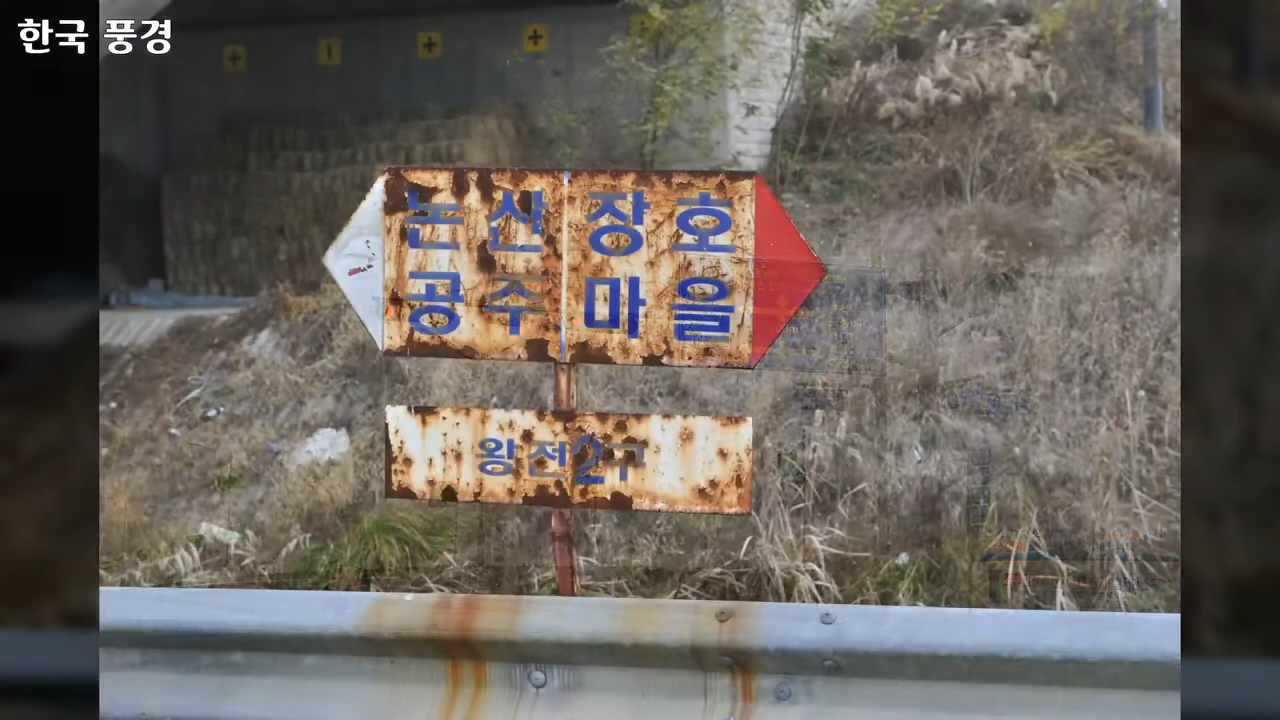 한국 풍경
논산 장호
공주 마을
왕전2구